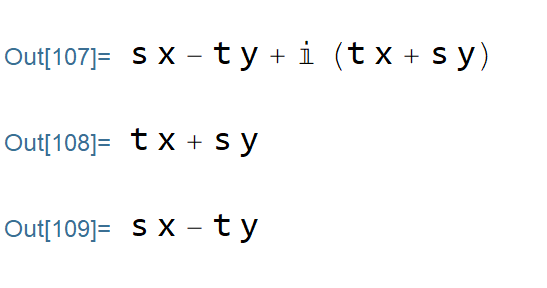 Out[107]= s x - t y + ⅈ (t x + s y)
Out[108]= t x + s y
Out[109]= s x - t y